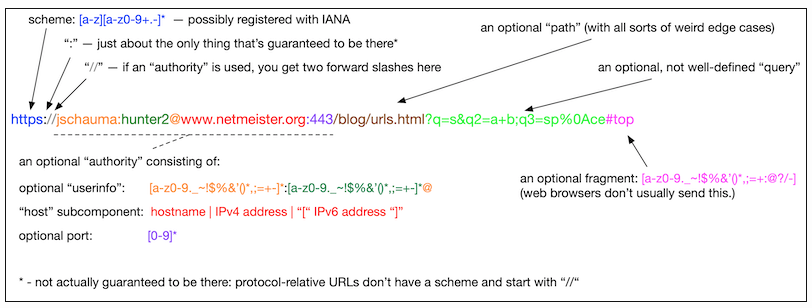 scheme: [a-z][a-z0-9+.-]* — possibly registered with IANA
":" — just about the only thing that's guaranteed to be there*
"//" — if an "authority" is used, you get two forward slashes here
an optional "path" (with all sorts of weird edge cases)
an optional, not well-defined "query"
https://jschauma:hunter2@www.netmeister.org:443/blog/urls.html?q=s&q2=a+b;q3=sp%0Ace#top
an optional "authority" consisting of:
optional "userinfo": [a-z0-9._~!$%&'()*,;=+-]*:[a-z0-9._~!$%&'()*,;=+-]*@
"host" subcomponent: hostname | IPv4 address | "[" IPv6 address "]"
optional port: [0-9]*
an optional fragment: [a-z0-9._~!$%&'()*,;=+:@?/-]
(web browsers don't usually send this.)
* - not actually guaranteed to be there: protocol-relative URLs don't have a scheme and start with "//"